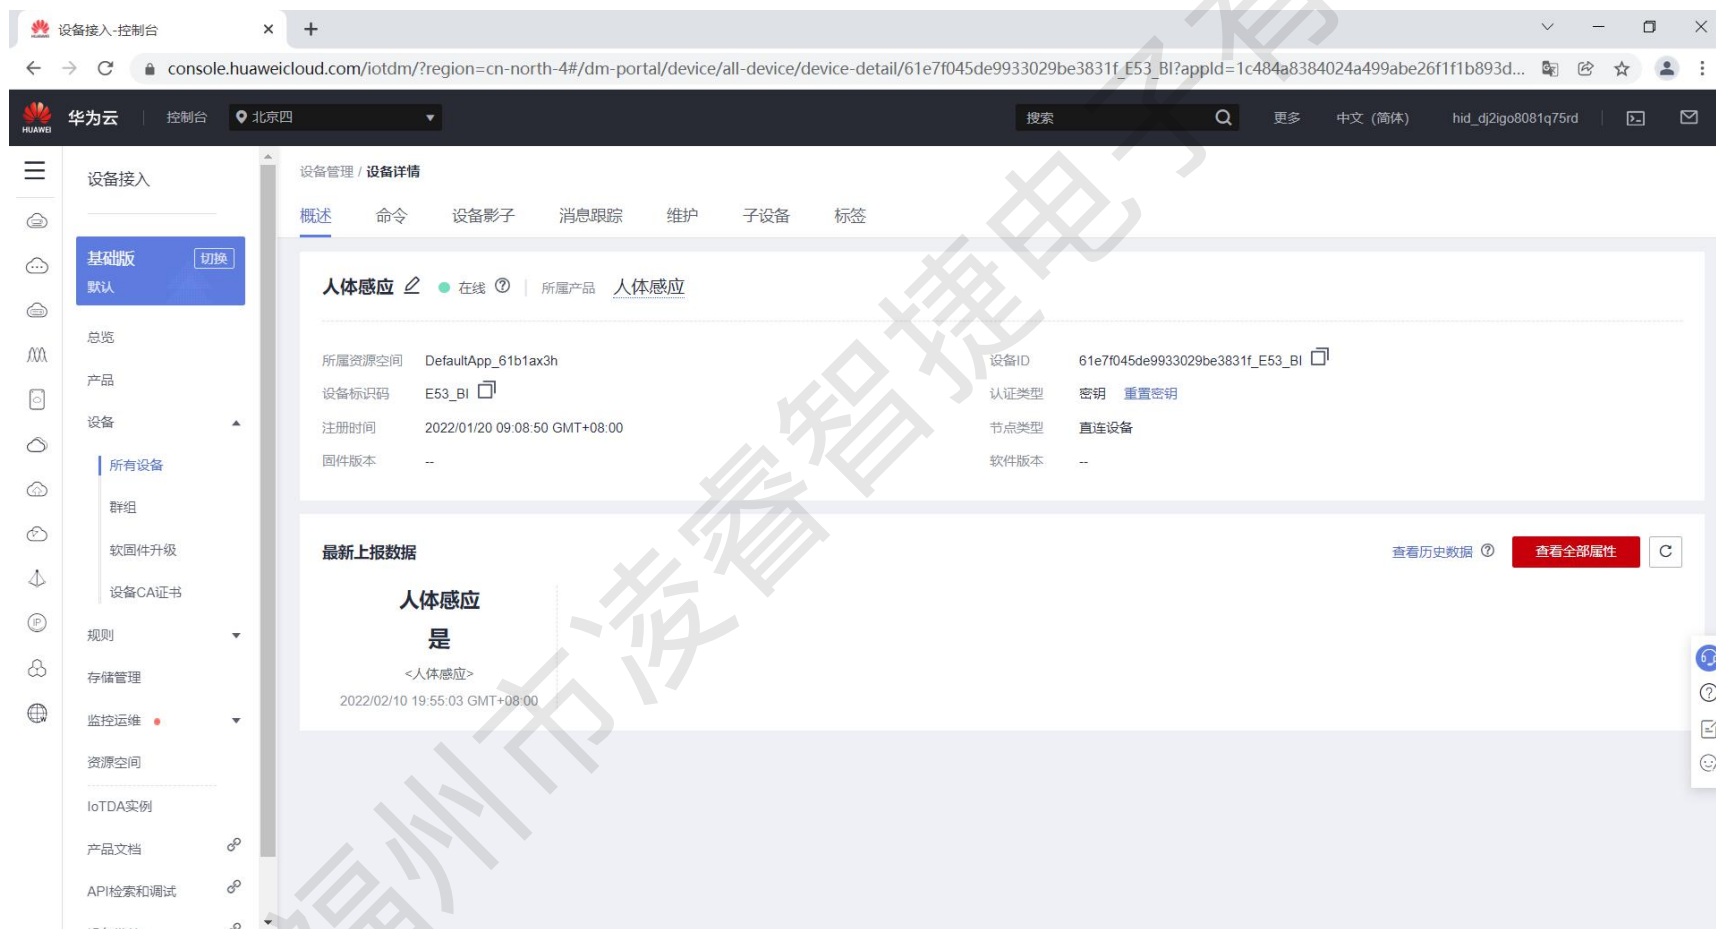 设备接入-控制台
console.huaweicloud.com/iotdm/?region=cn-north-4#/dm-portal/device/all-device/device-detail/61e7f045de9933029be3831f_E53_BI?appId=1c484a8384024a499abe26f1f1b893d...
HUAWEI 华为云 控制台 北京四 搜索 更多 中文 (简体) hid_dj2igo8081q75rd
设备接入
基础版 切换
默认
总览
产品
设备
所有设备
群组
软固件升级
设备CA证书
规则
存储管理
监控运维
资源空间
IoTDA实例
产品文档
API检索和调试
设备管理 / 设备详情
概述 命令 设备影子 消息跟踪 维护 子设备 标签
人体感应 在线 所属产品 人体感应
所属资源空间 DefaultApp_61b1ax3h 设备ID 61e7f045de9933029be3831f_E53_BI
设备标识码 E53_BI 认证类型 密钥 重置密钥
注册时间 2022/01/20 09:08:50 GMT+08:00 节点类型 直连设备
固件版本 -- 软件版本 --
最新上报数据 查看历史数据 查看全部属性
人体感应
是
<人体感应>
2022/02/10 19:55:03 GMT+08:00
福州市凌睿智捷电子有